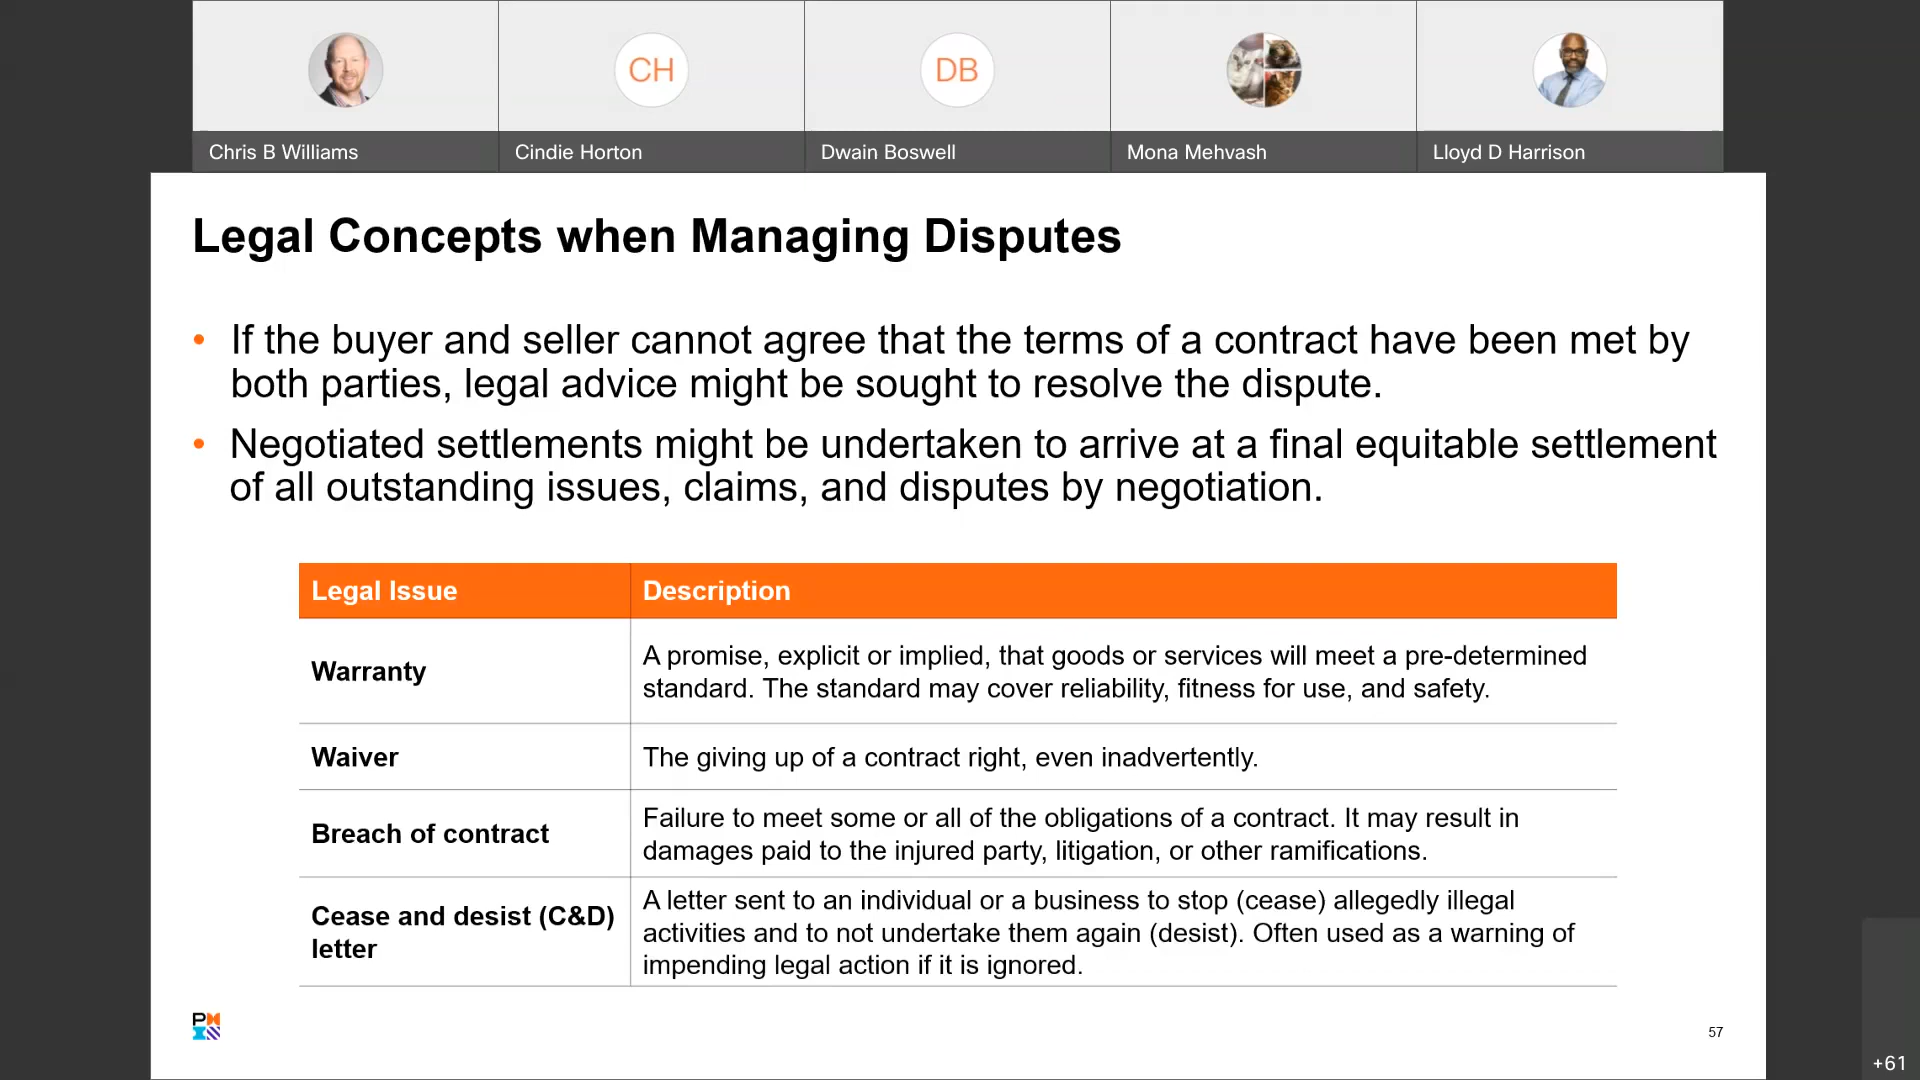 CH
DB
Chris B Williams
Cindie Horton
Dwain Boswell
Mona Mehvash
Lloyd D Harrison
Legal Concepts when Managing Disputes
• If the buyer and seller cannot agree that the terms of a contract have been met by
both parties, legal advice might be sought to resolve the dispute.
• Negotiated settlements might be undertaken to arrive at a final equitable settlement
of all outstanding issues, claims, and disputes by negotiation.
Legal Issue
Description
Warranty
A promise, explicit or implied, that goods or services will meet a pre-determined
standard. The standard may cover reliability, fitness for use, and safety.
Waiver
The giving up of a contract right, even inadvertently.
Breach of contract
Failure to meet some or all of the obligations of a contract. It may result in
damages paid to the injured party, litigation, or other ramifications.
Cease and desist (C&D)
letter
A letter sent to an individual or a business to stop (cease) allegedly illegal
activities and to not undertake them again (desist). Often used as a warning of
impending legal action if it is ignored.
57
+61